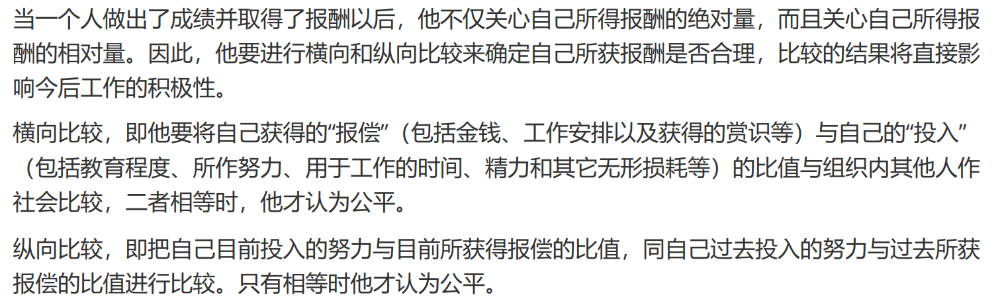 当一个人做出了成绩并取得了报酬以后，他不仅关心自己所得报酬的绝对量，而且关心自己所得报
酬的相对量。因此，他要进行横向和纵向比较来确定自己所获报酬是否合理，比较的结果将直接影
响今后工作的积极性。
横向比较，即他要将自己获得的“报偿”（包括金钱、工作安排以及获得的赏识等）与自己的“投入”
（包括教育程度、所作努力、用于工作的时间、精力和其它无形损耗等）的比值与组织内其他人作
社会比较，二者相等时，他才认为公平。
纵向比较，即把自己目前投入的努力与目前所获得报偿的比值，同自己过去投入的努力与过去所获
报偿的比值进行比较。只有相等时他才认为公平。